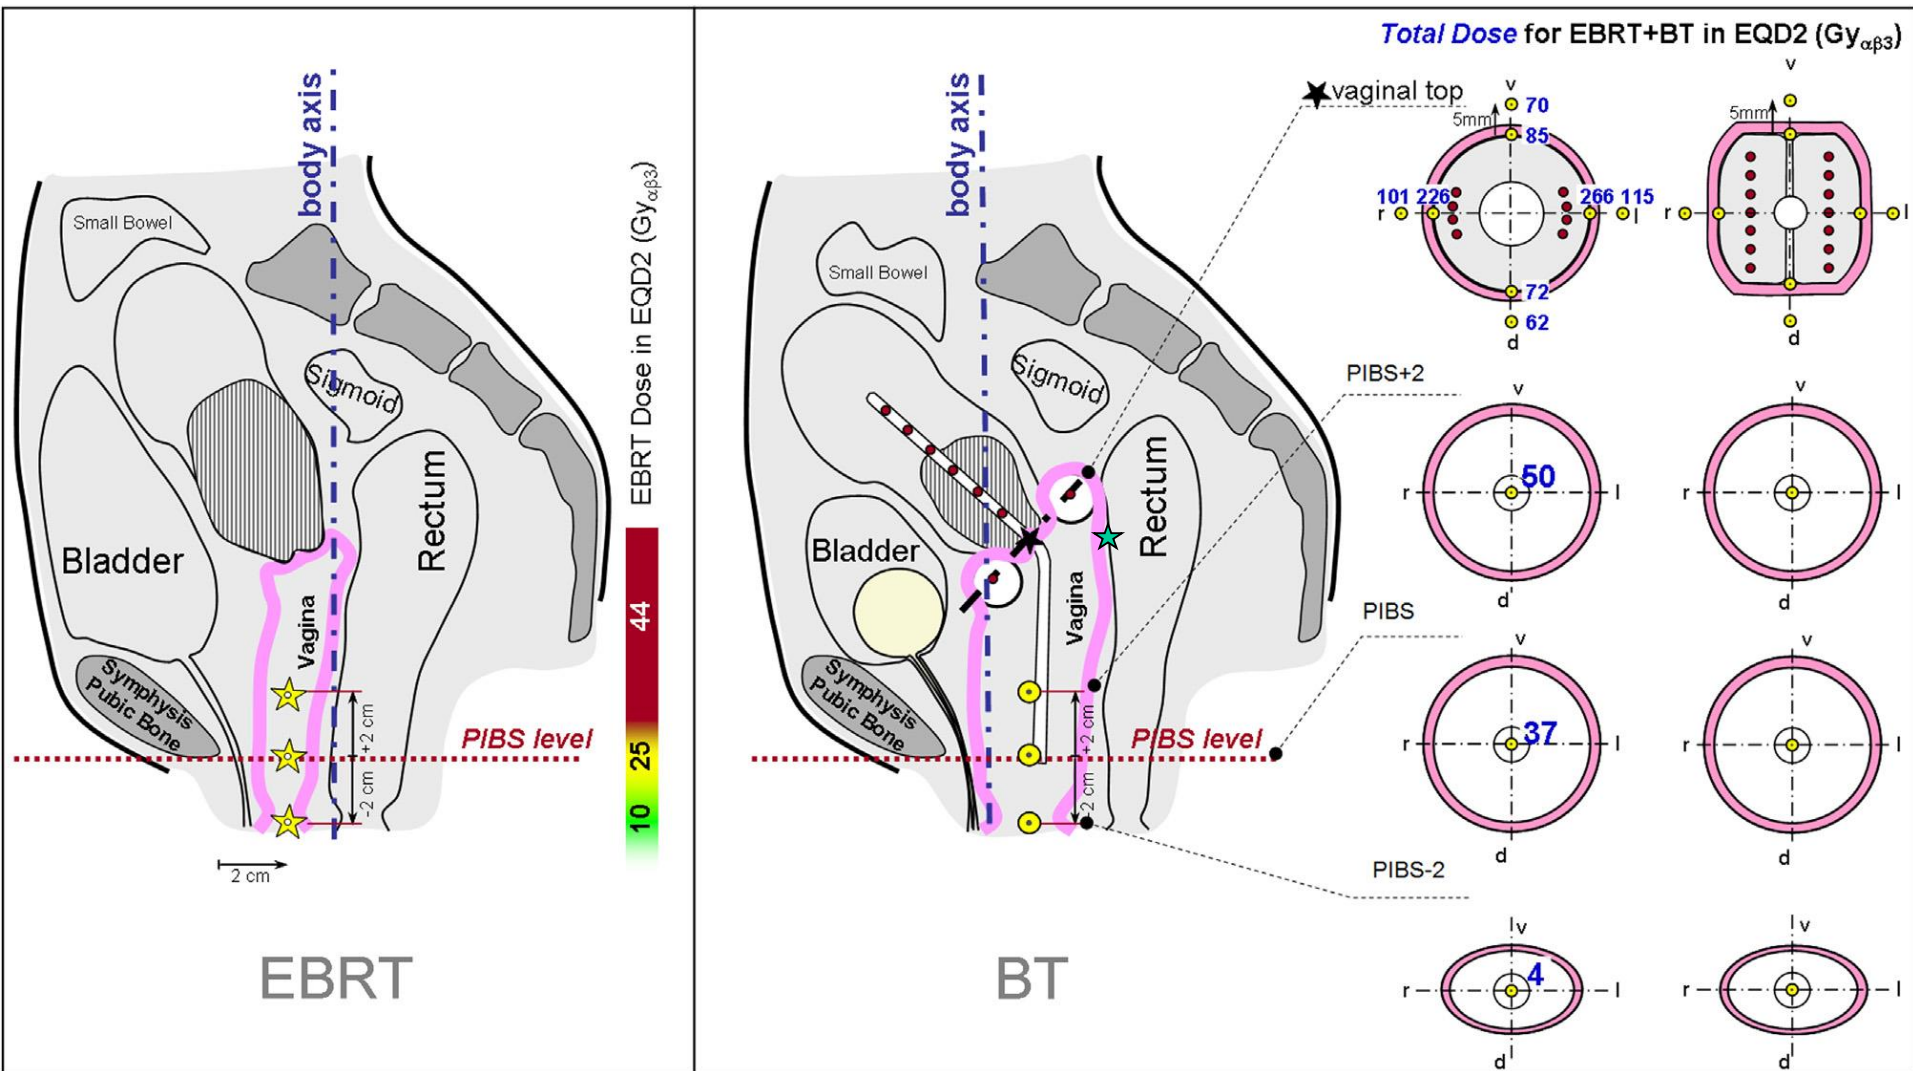 body axis
Small Bowel
Sigmoid
Bladder
Rectum
Vagina
Symphysis
Pubic Bone
PIBS level
+2 cm
-2 cm
2 cm
EBRT
EBRT Dose in EQD2 (Gyαβ3)
44
25
10
body axis
Small Bowel
Sigmoid
Bladder
Rectum
Vagina
Symphysis
Pubic Bone
PIBS level
+2 cm
-2 cm
BT
Total Dose for EBRT+BT in EQD2 (Gyαβ3)
vaginal top
v
70
5mm
85
101 226
266 115
r
l
72
62
d
v
5mm
r
l
d
PIBS+2
v
50
r
l
d
v
r
l
d
PIBS
v
37
r
l
d
v
r
l
d
PIBS-2
v
4
r
l
d
v
r
l
d